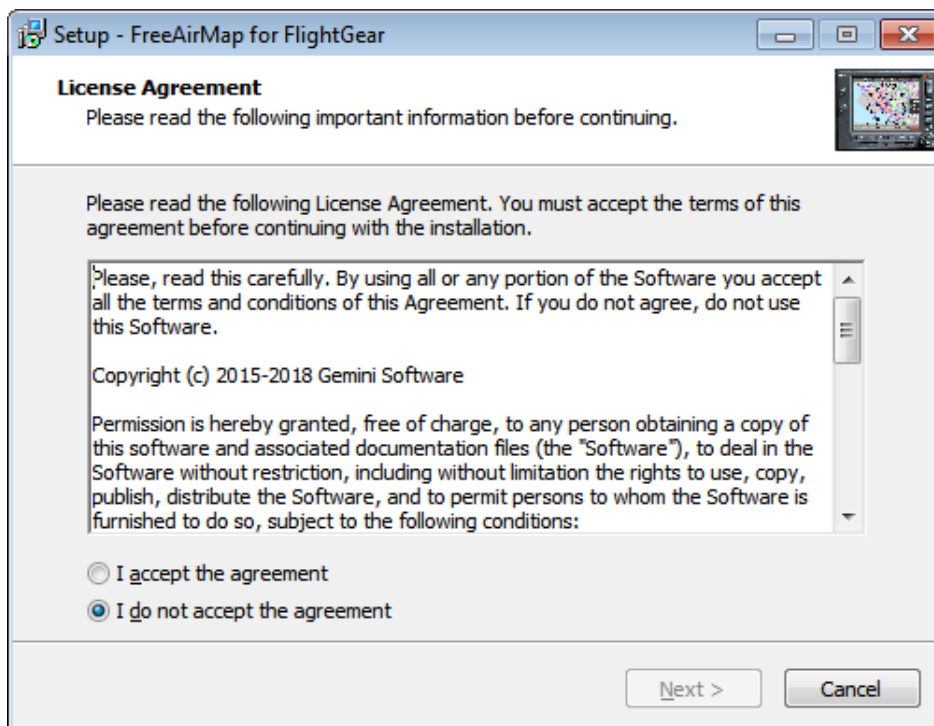 Setup - FreeAirMap for FlightGear
License Agreement
Please read the following important information before continuing.
Please read the following License Agreement. You must accept the terms of this
agreement before continuing with the installation.
Please, read this carefully. By using all or any portion of the Software you accept
all the terms and conditions of this Agreement. If you do not agree, do not use
this Software.
Copyright (c) 2015-2018 Gemini Software
Permission is hereby granted, free of charge, to any person obtaining a copy of
this software and associated documentation files (the "Software"), to deal in the
Software without restriction, including without limitation the rights to use, copy,
publish, distribute the Software, and to permit persons to whom the Software is
furnished to do so, subject to the following conditions:
I accept the agreement
I do not accept the agreement
Next >
Cancel